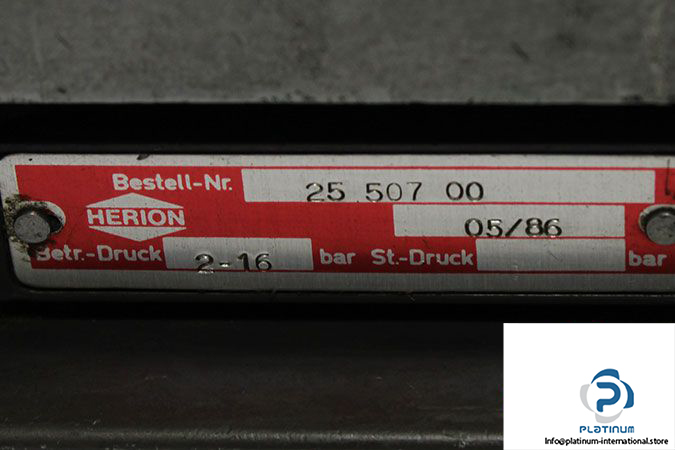 Bestell-Nr. 25 507 00
HERION 05/86
Betr.-Druck 2-16 bar St.-Druck bar
PLATINUM
Info@platinum-international.store